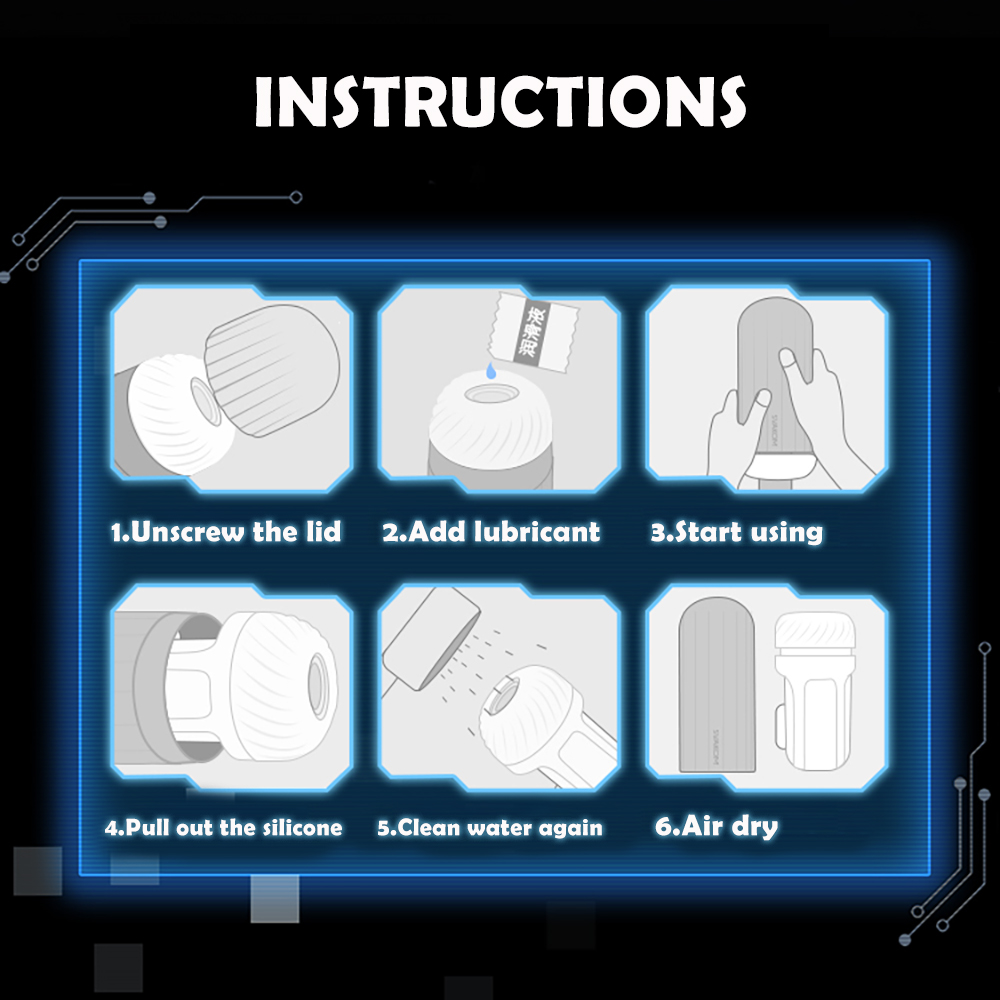 INSTRUCTIONS
润滑液
SVAKOM
1.Unscrew the lid
2.Add lubricant
3.Start using
SVAKOM
4.Pull out the silicone
5.Clean water again
6.Air dry